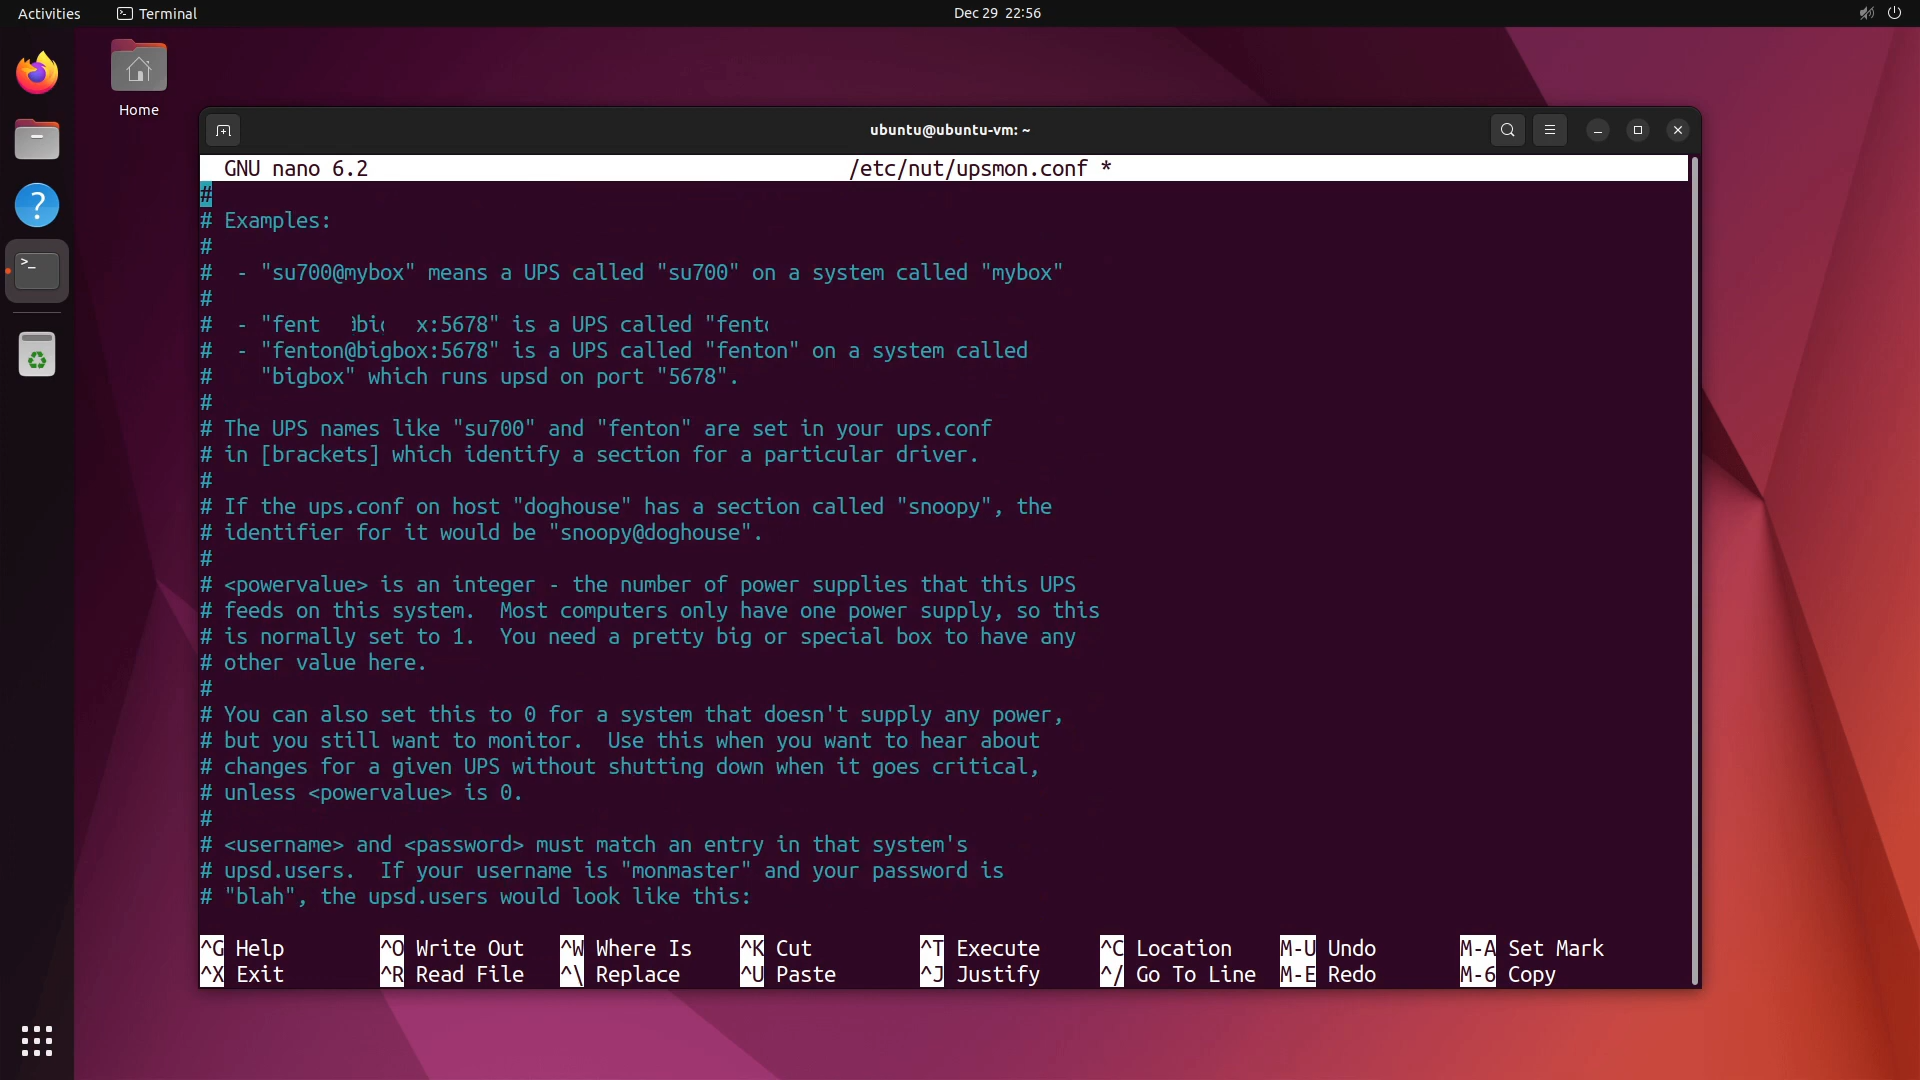 Activities
Terminal
Dec 29 22:56
Home
ubuntu@ubuntu-vm: ~
GNU nano 6.2 /etc/nut/upsmon.conf *
#
# Examples:
#
# - "su700@mybox" means a UPS called "su700" on a system called "mybox"
#
# - "fent x:5678" is a UPS called
# - "fenton@bigbox:5678" is a UPS called "fenton" on a system called
# "bigbox" which runs upsd on port "5678".
#
# The UPS names like "su700" and "fenton" are set in your ups.conf
# in [brackets] which identify a section for a particular driver.
#
# If the ups.conf on host "doghouse" has a section called "snoopy", the
# identifier for it would be "snoopy@doghouse".
#
# <powervalue> is an integer - the number of power supplies that this UPS
# feeds on this system. Most computers only have one power supply, so this
# is normally set to 1. You need a pretty big or special box to have any
# other value here.
#
# You can also set this to 0 for a system that doesn't supply any power,
# but you still want to monitor. Use this when you want to hear about
# changes for a given UPS without shutting down when it goes critical,
# unless <powervalue> is 0.
#
# <username> and <password> must match an entry in that system's
# upsd.users. If your username is "monmaster" and your password is
# "blah", the upsd.users would look like this:
^G Help ^O Write Out ^W Where Is ^K Cut ^T Execute ^C Location M-U Undo M-A Set Mark
^X Exit ^R Read File ^\ Replace ^U Paste ^J Justify ^/ Go To Line M-E Redo M-6 Copy